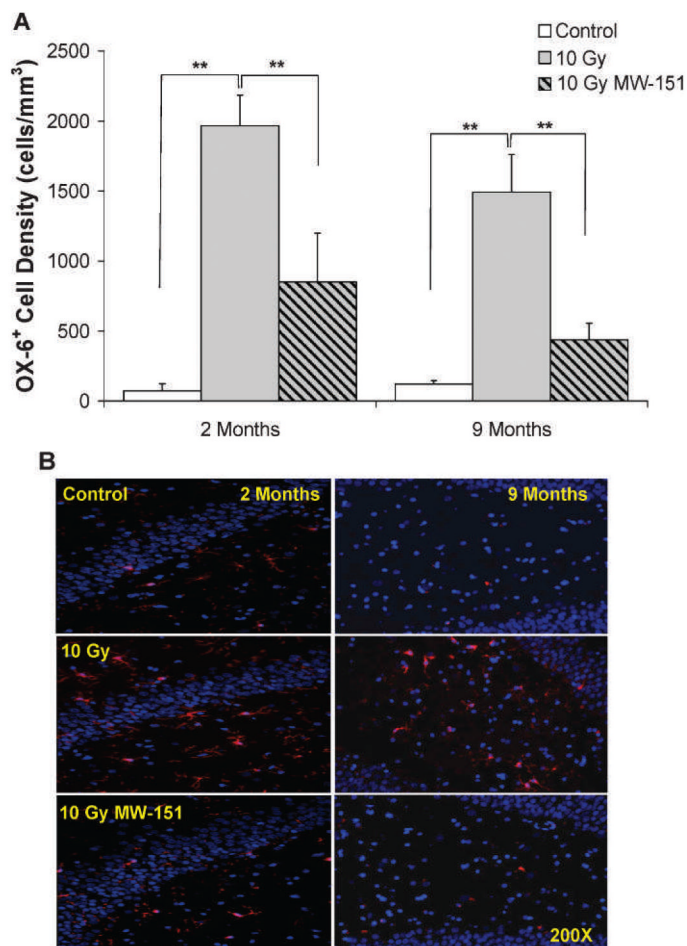 A
Control
10 Gy
10 Gy MW-151
OX-6+ Cell Density (cells/mm3)
2500
2000
1500
1000
500
0
** **
** **
2 Months 9 Months
B
Control 2 Months 9 Months
10 Gy
10 Gy MW-151
200X